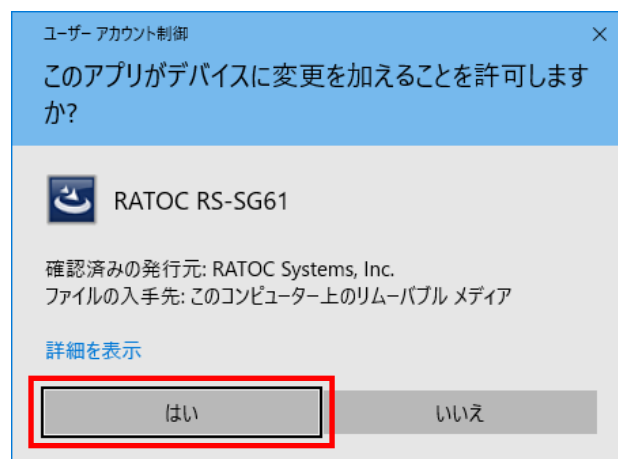 ユーザー アカウント制御
このアプリがデバイスに変更を加えることを許可します
か?
RATOC RS-SG61
確認済みの発行元: RATOC Systems, Inc.
ファイルの入手先: このコンピューター上のリムーバブル メディア
詳細を表示
はい
いいえ